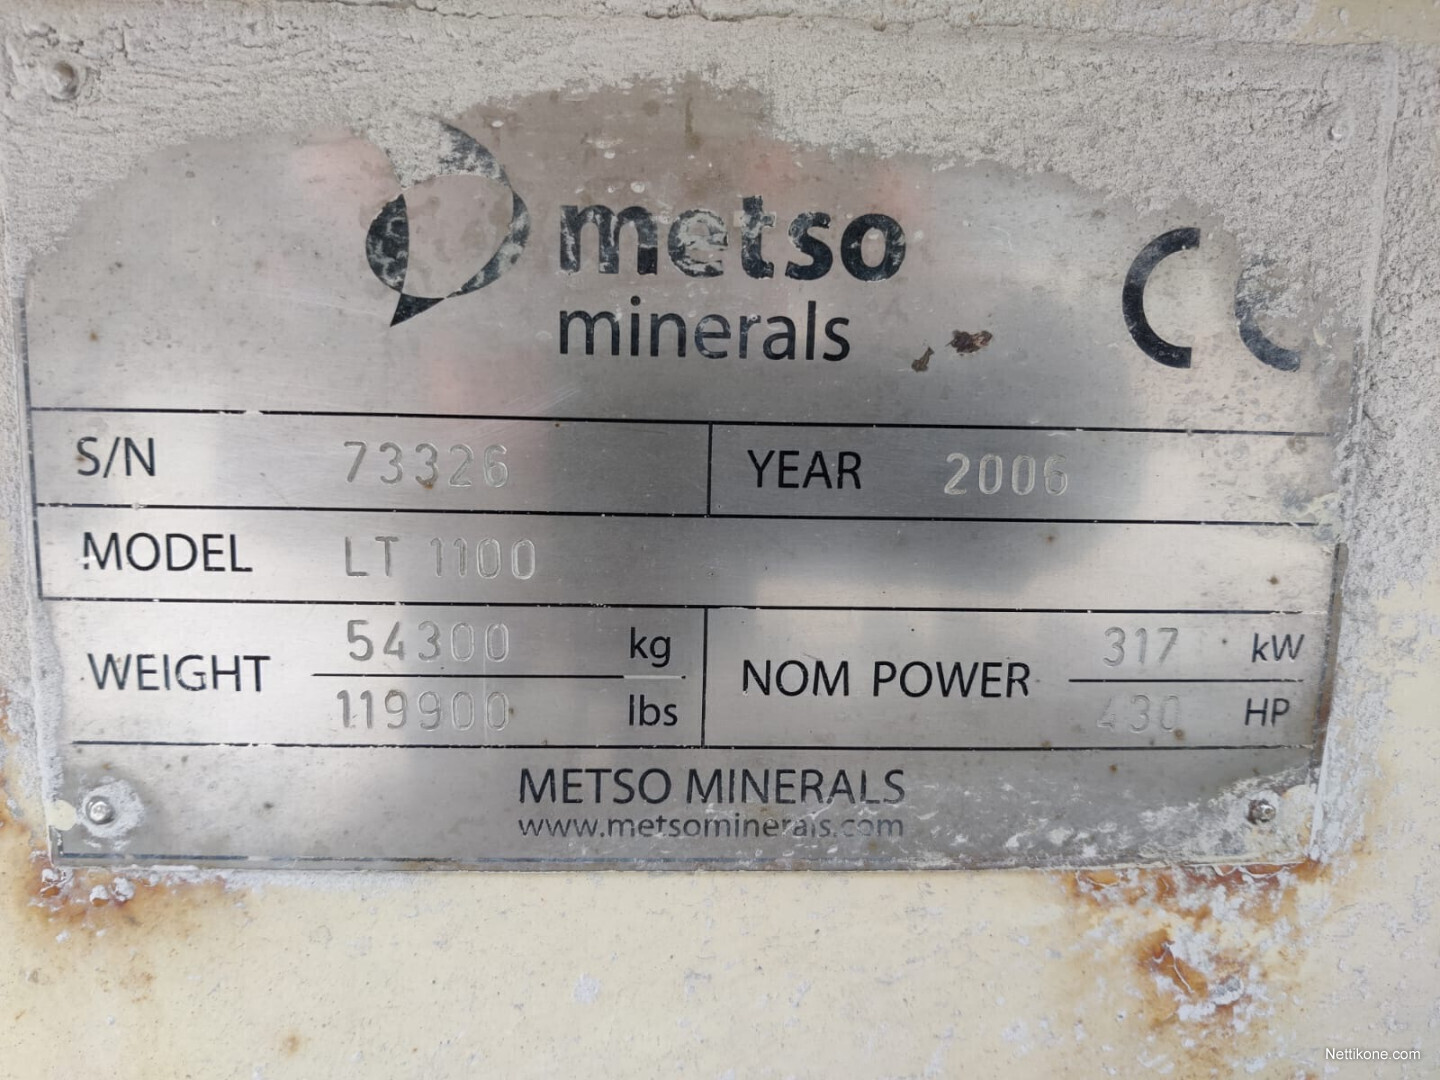 metso
minerals
CE
S/N 73326 YEAR 2006
MODEL LT 1100
WEIGHT 54300 kg
119900 lbs
NOM POWER 317 kW
430 HP
METSO MINERALS
www.metsominerals.com
Nettikone.com